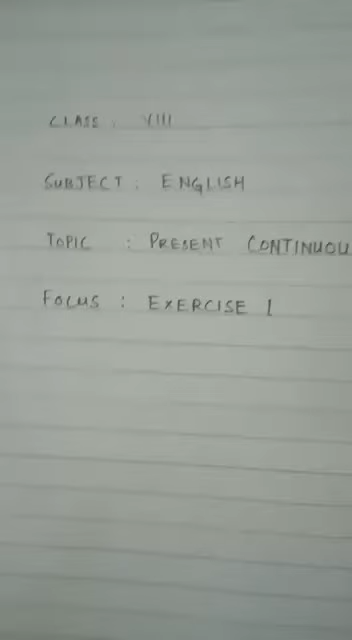 CLASS : VIII
SUBJECT : ENGLISH
TOPIC : PRESENT CONTINUOU
FOCUS : EXERCISE 1